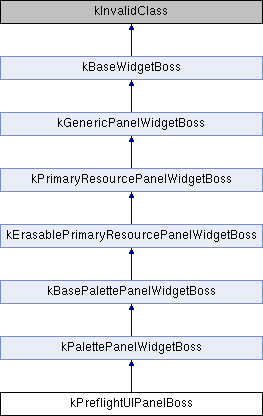 kInvalidClass
kBaseWidgetBoss
kGenericPanelWidgetBoss
kPrimaryResourcePanelWidgetBoss
kErasablePrimaryResourcePanelWidgetBoss
kBasePalettePanelWidgetBoss
kPalettePanelWidgetBoss
kPreflightUIPanelBoss